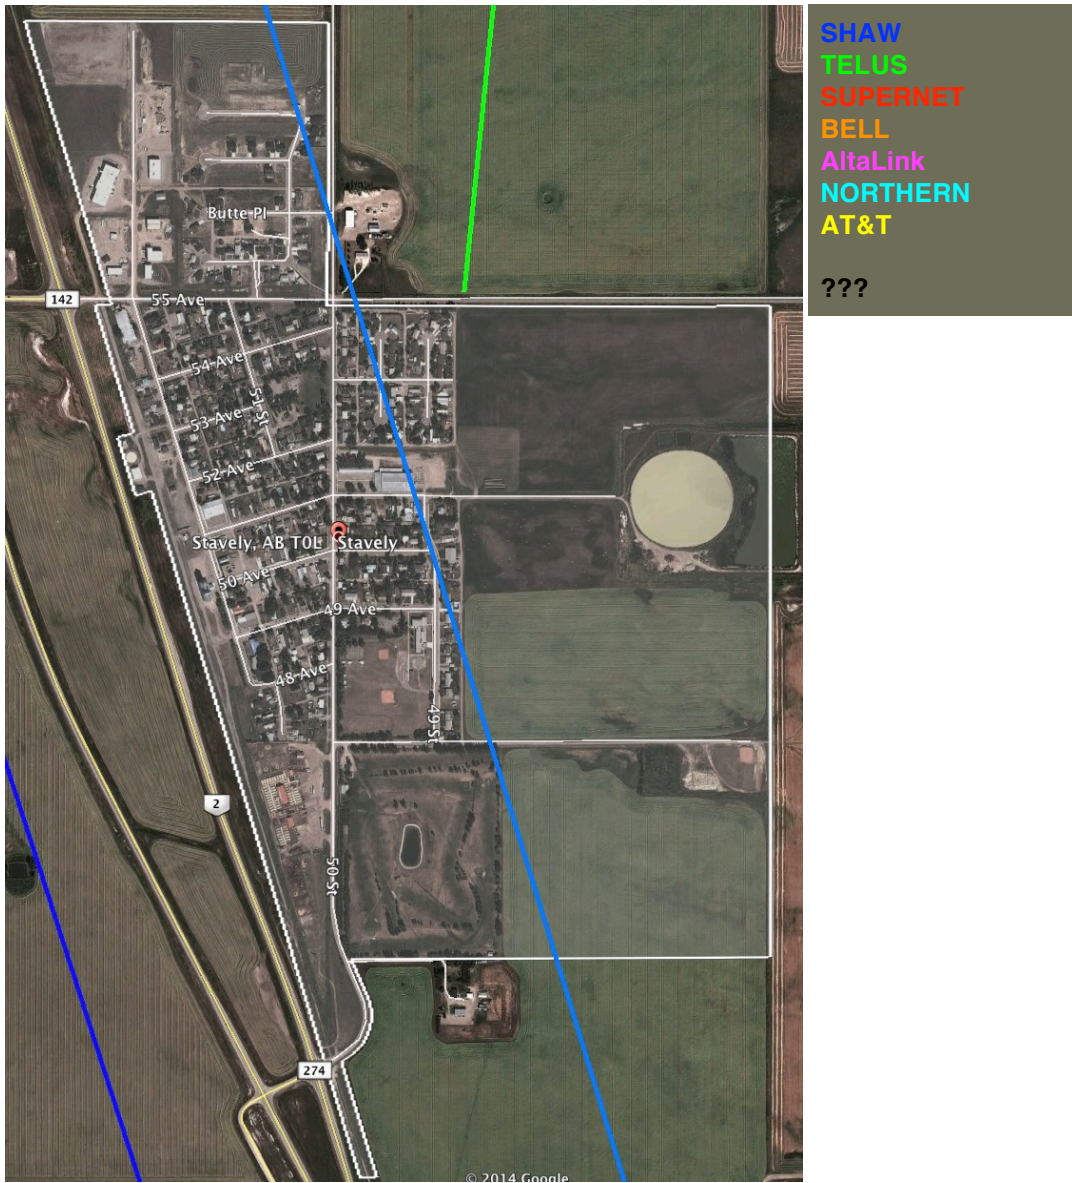 SHAW
TELUS
SUPERNET
BELL
AltaLink
NORTHERN
AT&T
???
Butte Pl
142
55 Ave
54 Ave
51 St
53 Ave
52 Ave
Stavely, AB T0L
Stavely
50 Ave
49 Ave
48 Ave
49 St
2
50 St
274
© 2014 Google